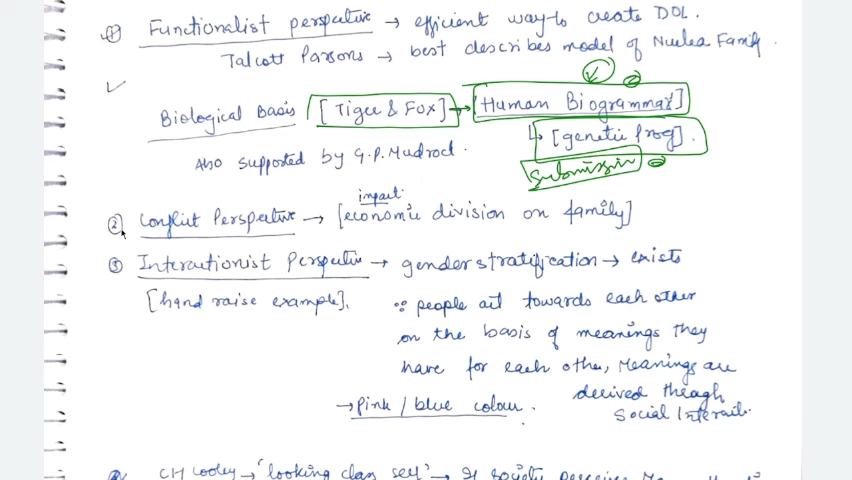 ① Functionalist perspective → efficient way to create DOL.
Talcott Parsons → best describes model of Nuclea Family.
Biological Basis [Tiger & Fox] → [Human Biogrammar]
↳ [genetic Prog].
Also supported by G.P. Mudrock.
Submission
② Conflict Perspective → [economic division on family]
impact
③ Interactionist Perspective → gender stratification → exists
[hand raise example].
∵ people act towards each other
on the basis of meanings they
have for each other, Meanings are
derived through
Social Interacti
→ Pink / blue colour.
CH Cooley → 'looking glass self' → If society perceives